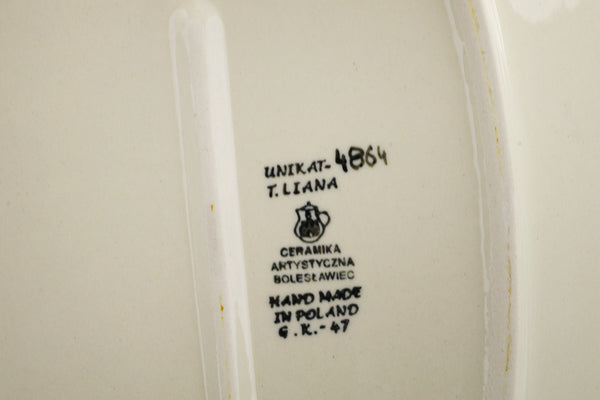 UNIKAT-4864
T.LIANA
CERAMIKA
ARTYSTYCZNA
BOLESŁAWIEC
HAND MADE
IN POLAND
G.K.-47